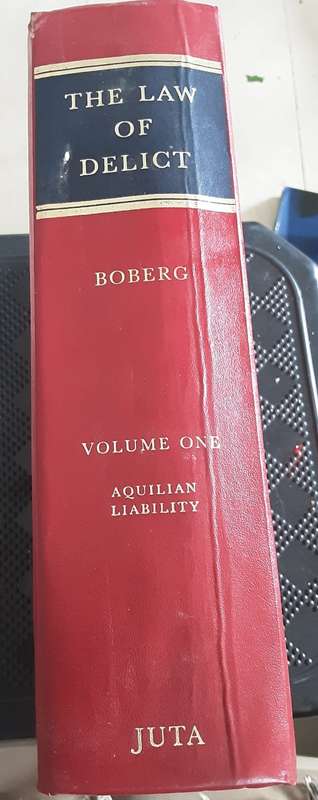 THE LAW
OF
DELICT
BOBERG
VOLUME ONE
AQUILIAN
LIABILITY
JUTA